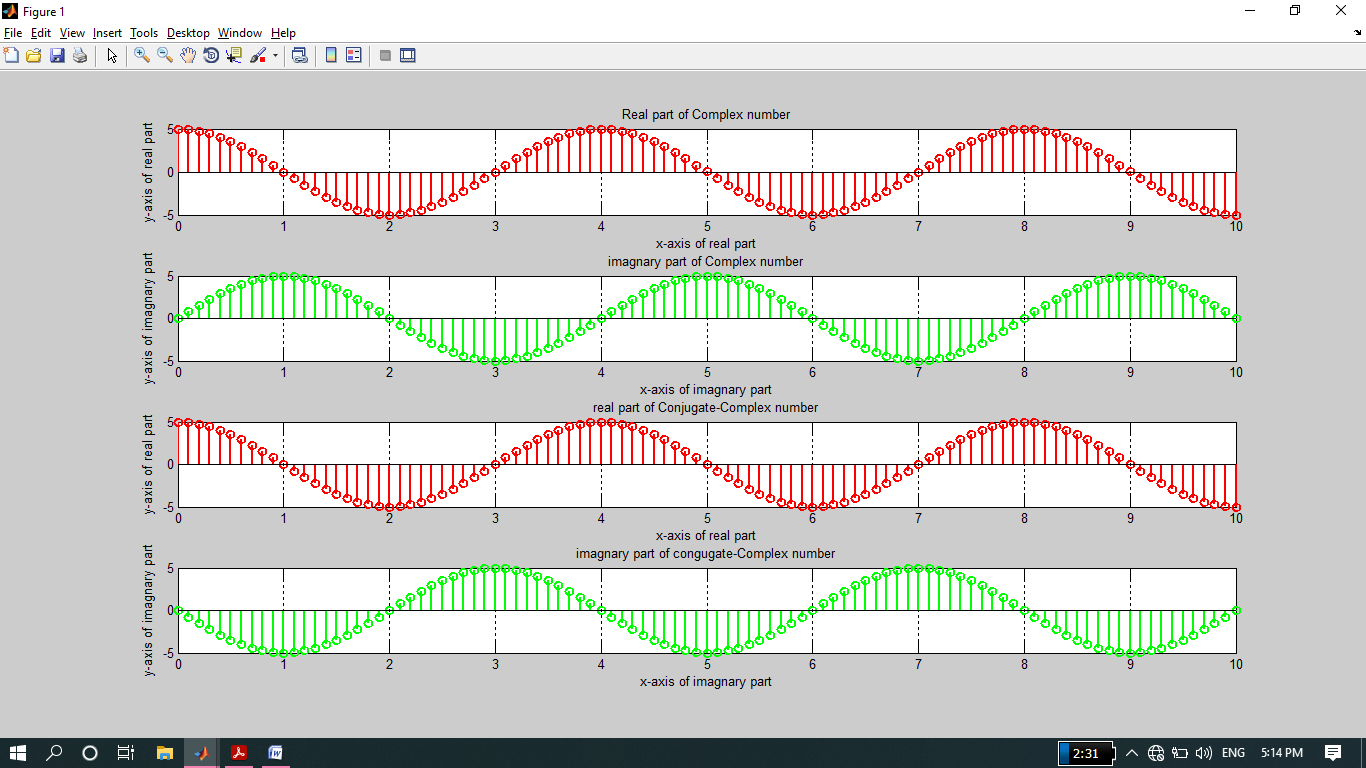 Figure 1
File Edit View Insert Tools Desktop Window Help
Real part of Complex number
y-axis of real part
5
0
-5
0 1 2 3 4 5 6 7 8 9 10
x-axis of real part
imagnary part of Complex number
y-axis of imagnary part
5
0
-5
0 1 2 3 4 5 6 7 8 9 10
x-axis of imagnary part
real part of Conjugate-Complex number
y-axis of real part
5
0
-5
0 1 2 3 4 5 6 7 8 9 10
x-axis of real part
imagnary part of congugate-Complex number
y-axis of imagnary part
5
0
-5
0 1 2 3 4 5 6 7 8 9 10
x-axis of imagnary part
2:31 ENG 5:14 PM